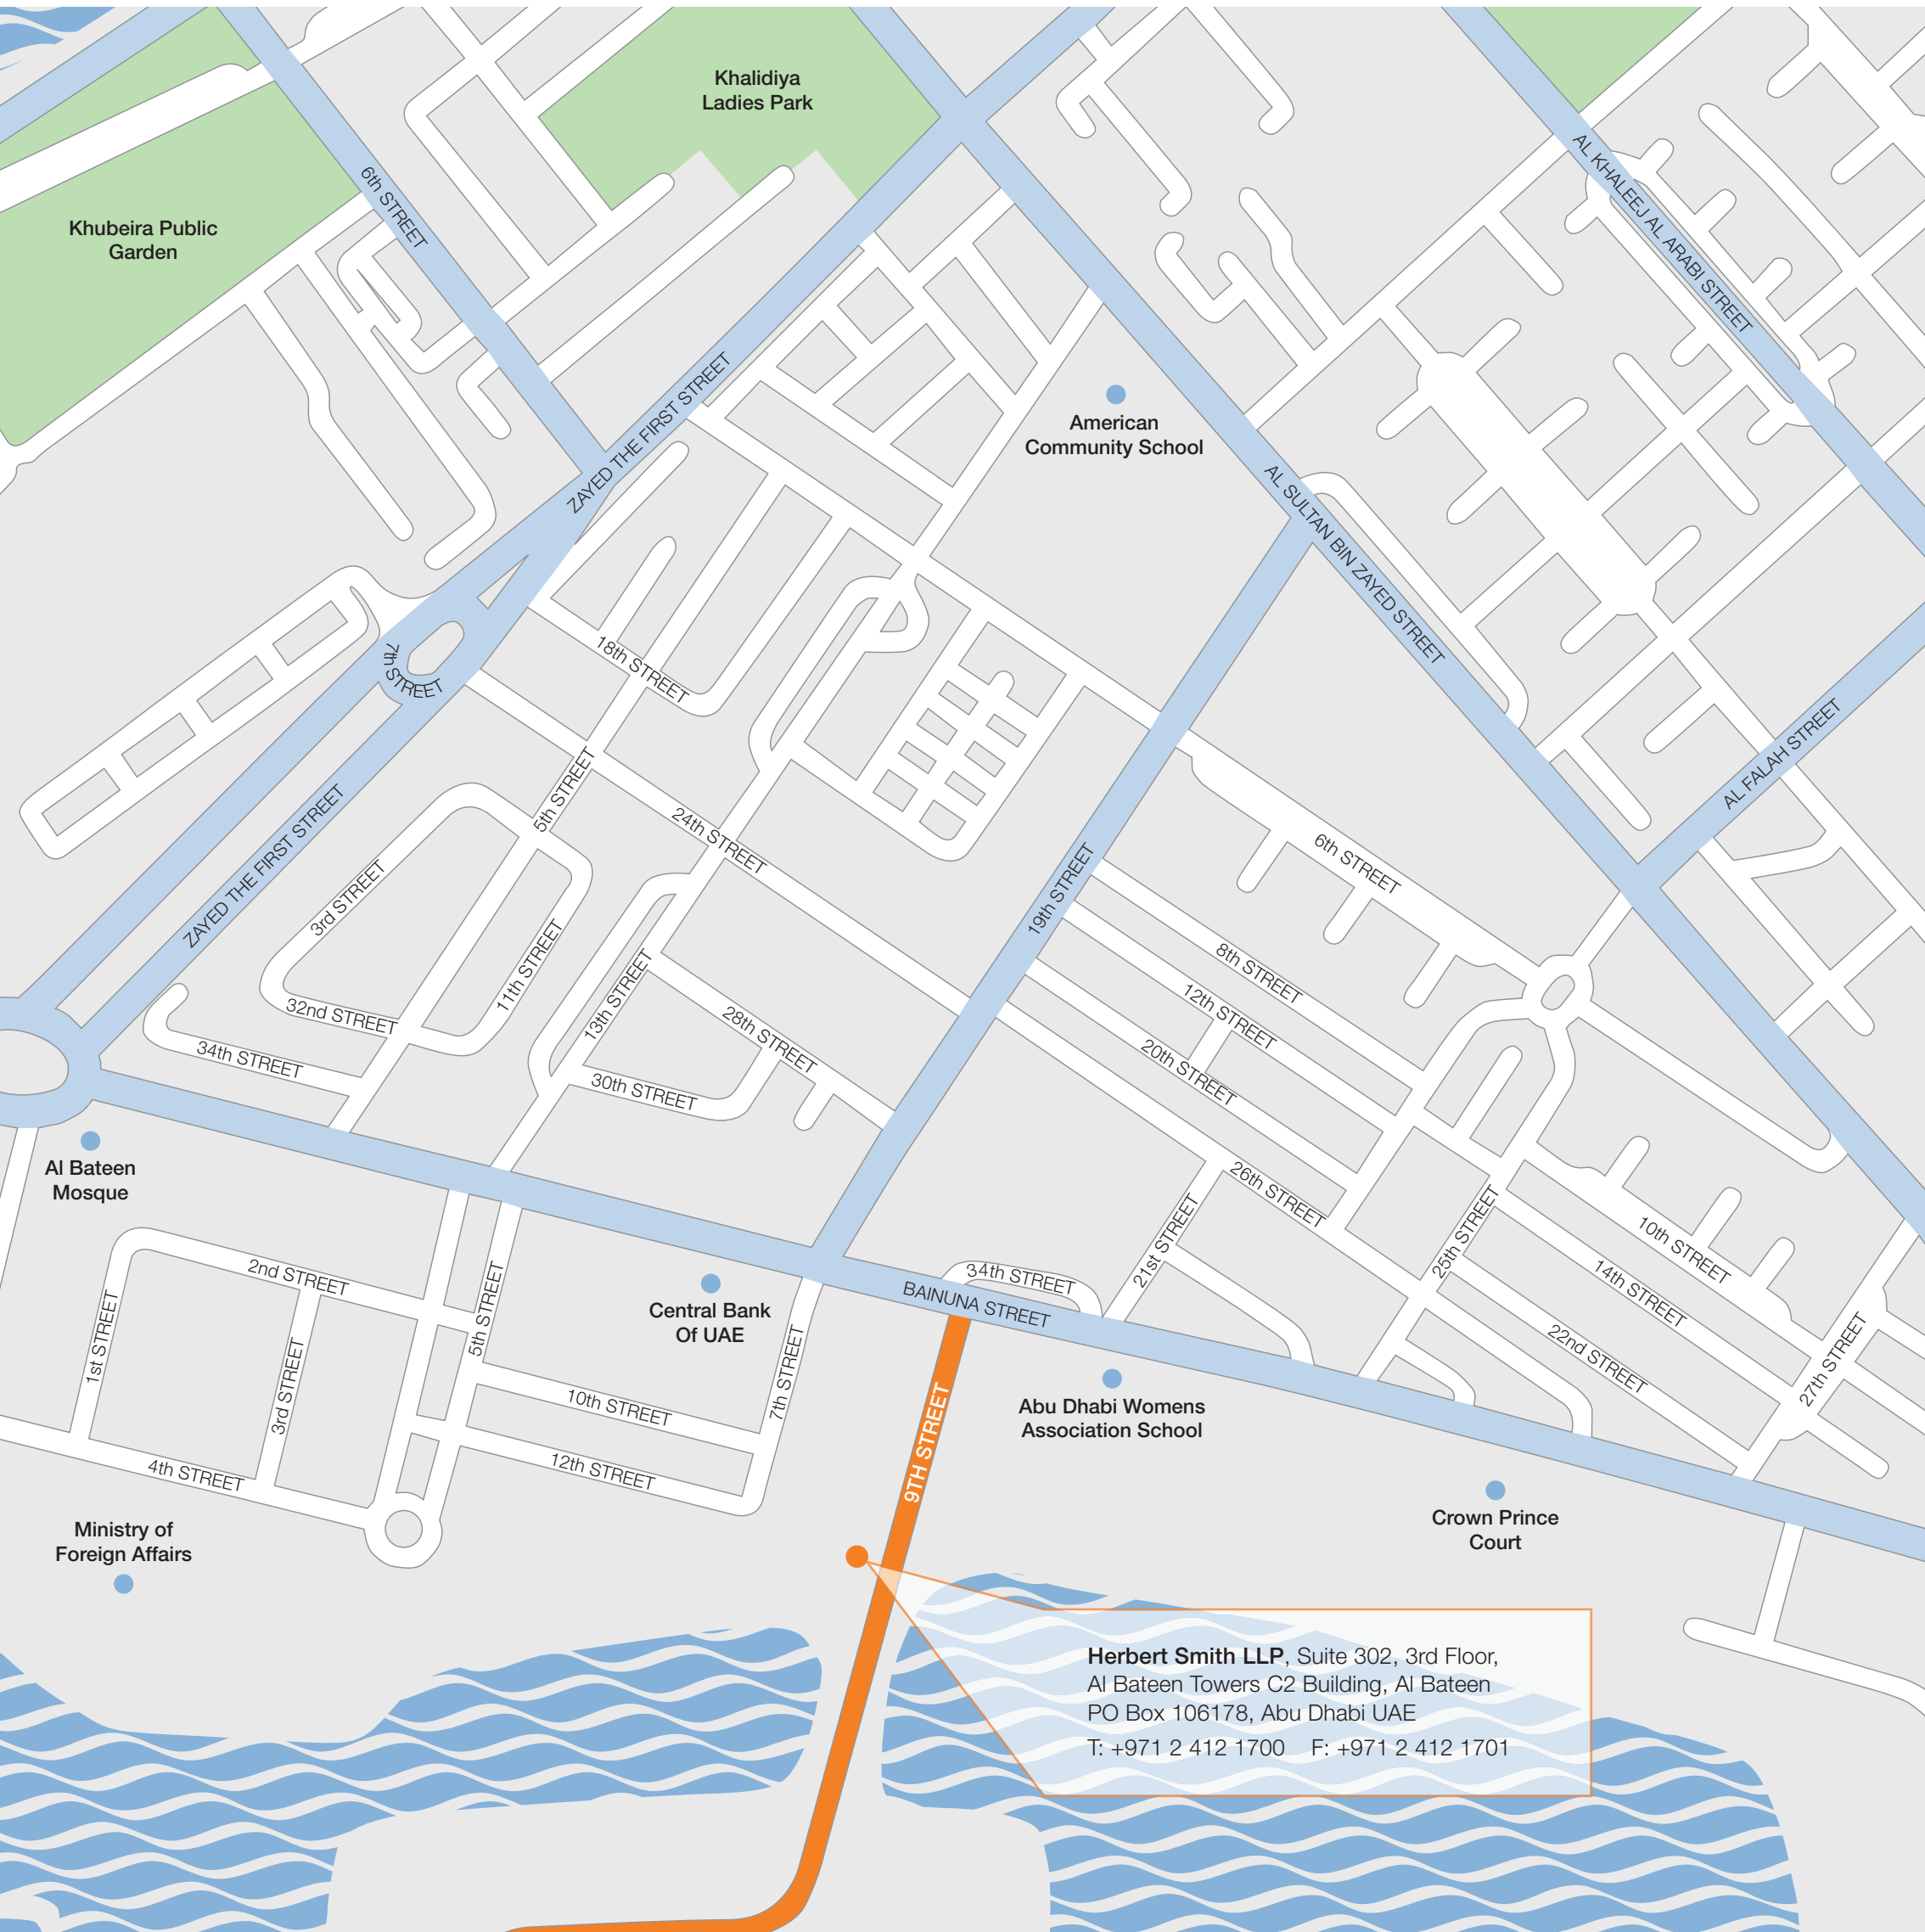 Khalidiya
Ladies Park
Khubeira Public
Garden
6th STREET
AL KHALEEJ AL ARABI STREET
ZAYED THE FIRST STREET
American
Community School
AL SULTAN BIN ZAYED STREET
7th STREET
18th STREET
AL FALAH STREET
5th STREET
24th STREET
ZAYED THE FIRST STREET
3rd STREET
19th STREET
6th STREET
11th STREET
13th STREET
8th STREET
12th STREET
32nd STREET
28th STREET
20th STREET
34th STREET
30th STREET
Al Bateen
Mosque
26th STREET
21st STREET
25th STREET
10th STREET
14th STREET
2nd STREET
34th STREET
BAINUNA STREET
1st STREET
5th STREET
Central Bank
Of UAE
3rd STREET
7th STREET
22nd STREET
27th STREET
10th STREET
9TH STREET
Abu Dhabi Womens
Association School
4th STREET
12th STREET
Crown Prince
Court
Ministry of
Foreign Affairs
Herbert Smith LLP, Suite 302, 3rd Floor,
Al Bateen Towers C2 Building, Al Bateen
PO Box 106178, Abu Dhabi UAE
T: +971 2 412 1700 F: +971 2 412 1701